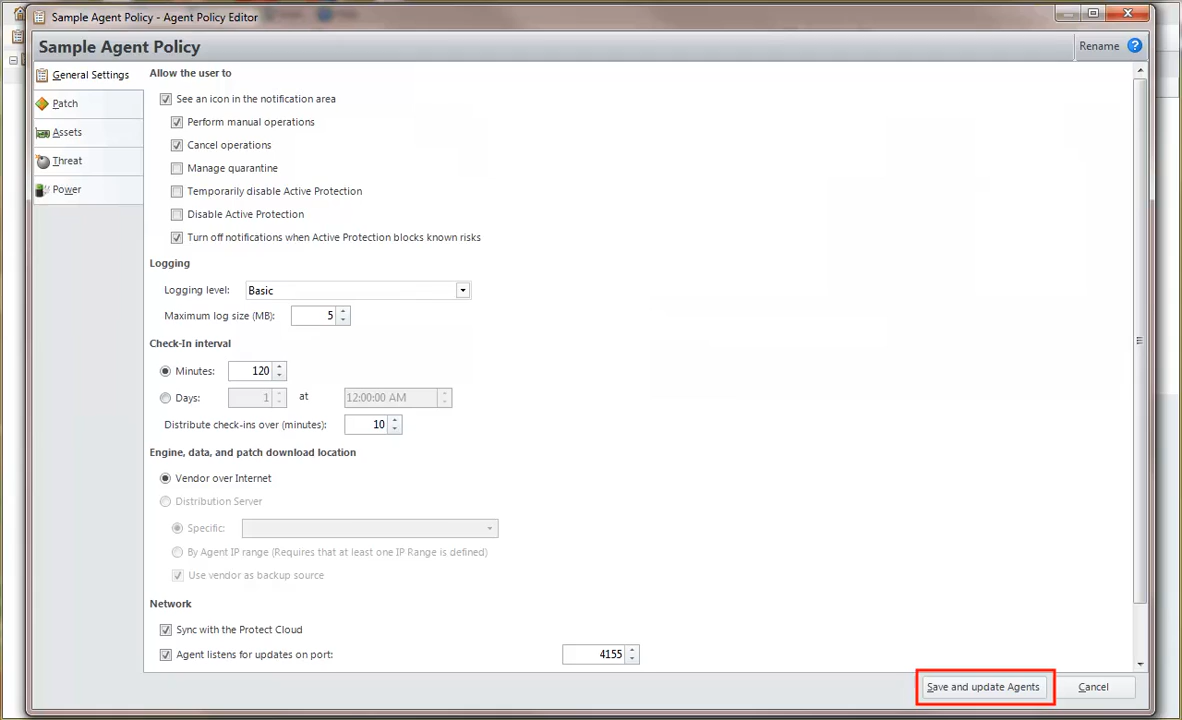 Sample Agent Policy - Agent Policy Editor
Sample Agent Policy
Rename
General Settings
Patch
Assets
Threat
Power
Allow the user to
See an icon in the notification area
Perform manual operations
Cancel operations
Manage quarantine
Temporarily disable Active Protection
Disable Active Protection
Turn off notifications when Active Protection blocks known risks
Logging
Logging level: Basic
Maximum log size (MB): 5
Check-In interval
Minutes: 120
Days: 1 at 12:00:00 AM
Distribute check-ins over (minutes): 10
Engine, data, and patch download location
Vendor over Internet
Distribution Server
Specific:
By Agent IP range (Requires that at least one IP Range is defined)
Use vendor as backup source
Network
Sync with the Protect Cloud
Agent listens for updates on port: 4155
Save and update Agents
Cancel